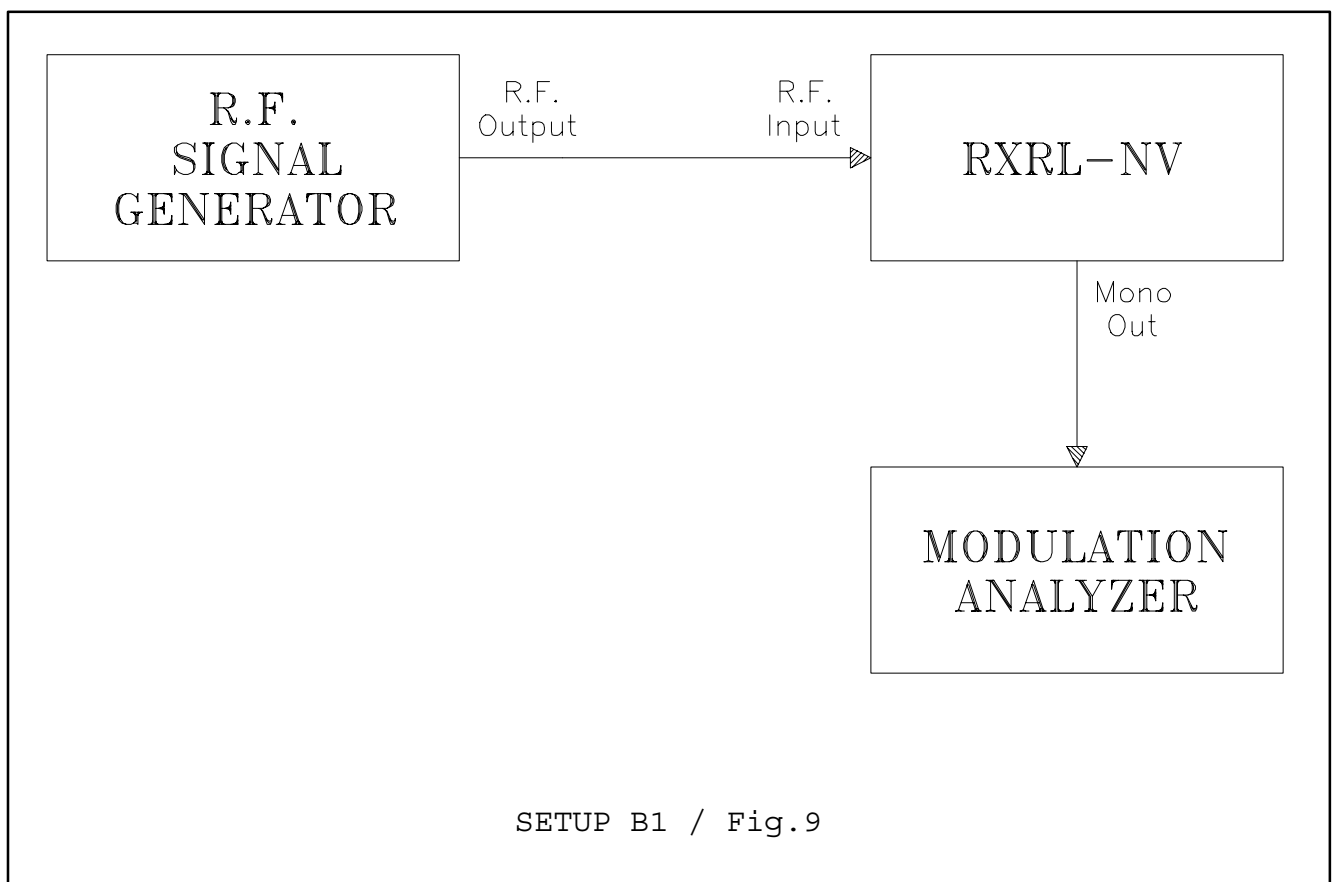 R.F.
SIGNAL
GENERATOR
R.F.
Output
R.F.
Input
RXRL-NV
Mono
Out
MODULATION
ANALYZER
SETUP B1 / Fig.9